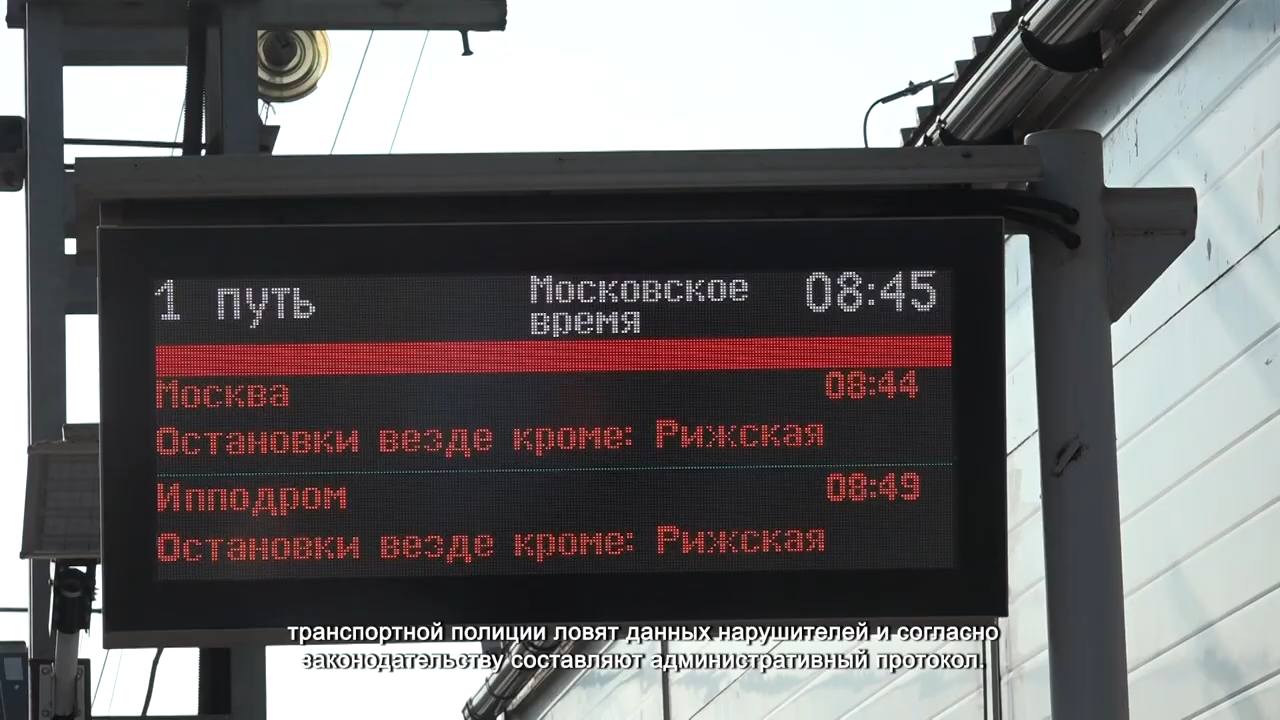 1 путь Московское 08:45
время
Москва 08:44
Остановки везде кроме: Рижская
Ипподром 08:49
Остановки везде кроме: Рижская
транспортной полиции ловят данных нарушителей и согласно
законодательству составляют административный протокол.